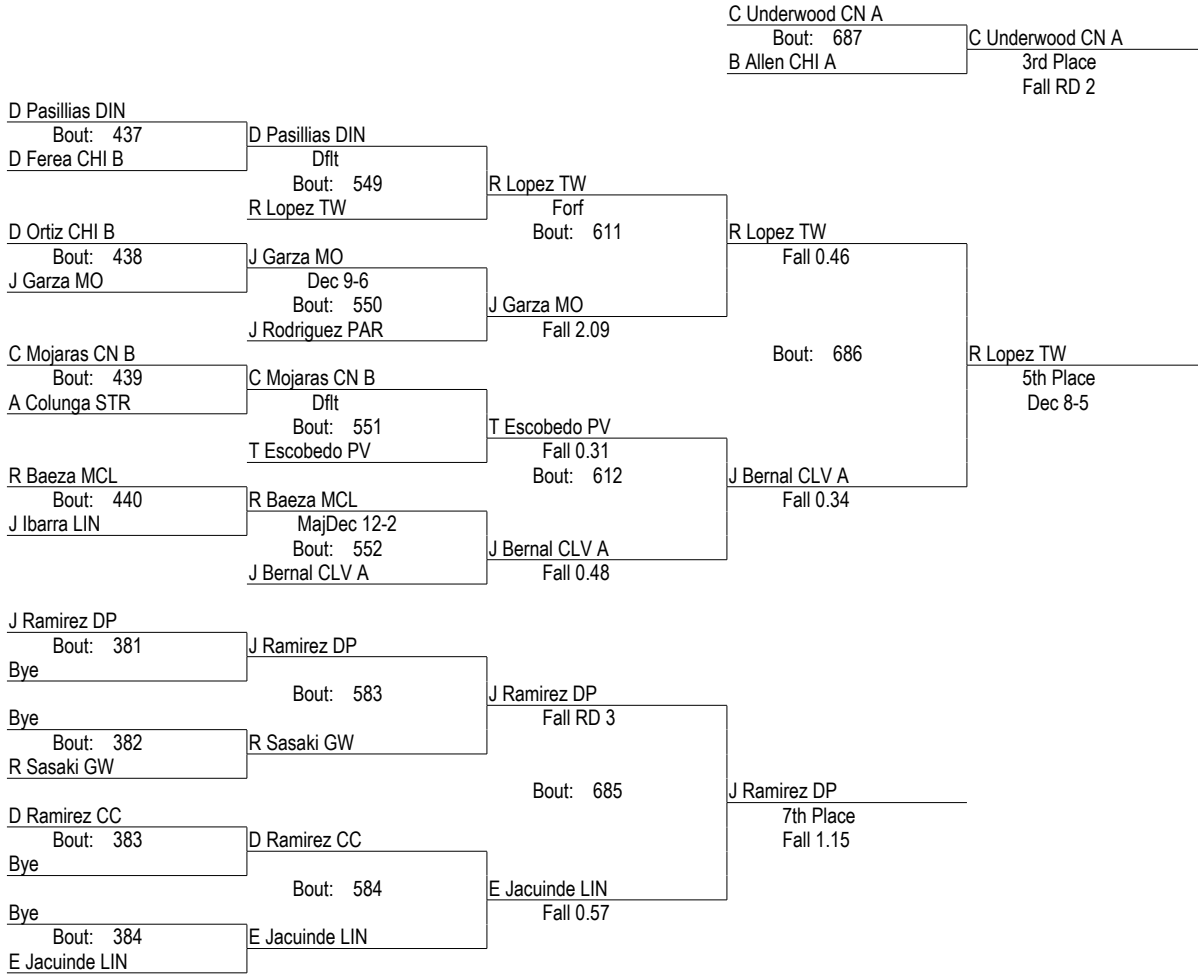 C Underwood CN A
Bout: 687
C Underwood CN A
B Allen CHI A
3rd Place
Fall RD 2
D Pasillias DIN
Bout: 437
D Pasillias DIN
D Ferea CHI B
Dflt
Bout: 549
R Lopez TW
R Lopez TW
Forf
D Ortiz CHI B
Bout: 611
R Lopez TW
Bout: 438
J Garza MO
Fall 0.46
J Garza MO
Dec 9-6
Bout: 550
J Garza MO
J Rodriguez PAR
Fall 2.09
C Mojaras CN B
Bout: 686
R Lopez TW
Bout: 439
C Mojaras CN B
5th Place
A Colunga STR
Dflt
Dec 8-5
Bout: 551
T Escobedo PV
T Escobedo PV
Fall 0.31
R Baeza MCL
Bout: 612
J Bernal CLV A
Bout: 440
R Baeza MCL
Fall 0.34
J Ibarra LIN
MajDec 12-2
Bout: 552
J Bernal CLV A
J Bernal CLV A
Fall 0.48
J Ramirez DP
Bout: 381
J Ramirez DP
Bye
Bout: 583
J Ramirez DP
Bye
Fall RD 3
Bout: 382
R Sasaki GW
R Sasaki GW
Bout: 685
J Ramirez DP
D Ramirez CC
7th Place
Bout: 383
D Ramirez CC
Fall 1.15
Bye
Bout: 584
E Jacuinde LIN
Bye
Fall 0.57
Bout: 384
E Jacuinde LIN
E Jacuinde LIN